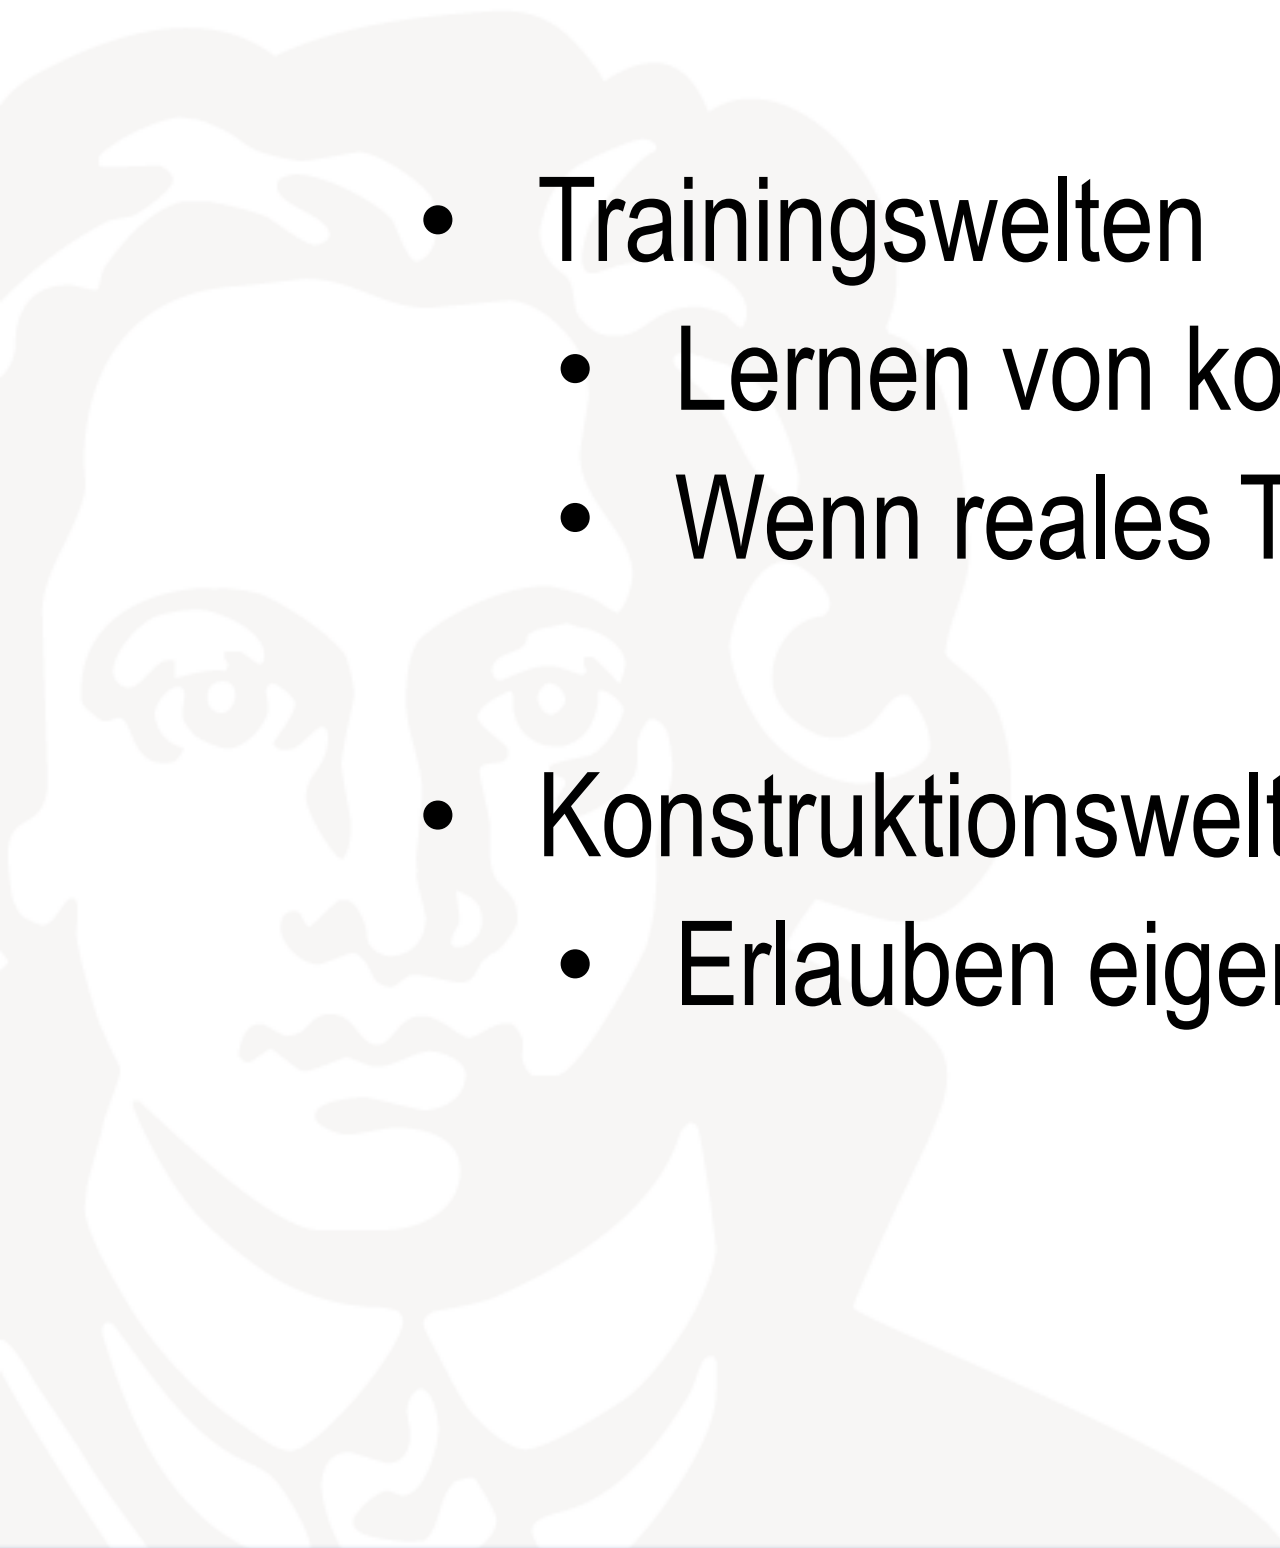 • Trainingswelten
• Lernen von ko
• Wenn reales T
• Konstruktionswelt
• Erlauben eigen